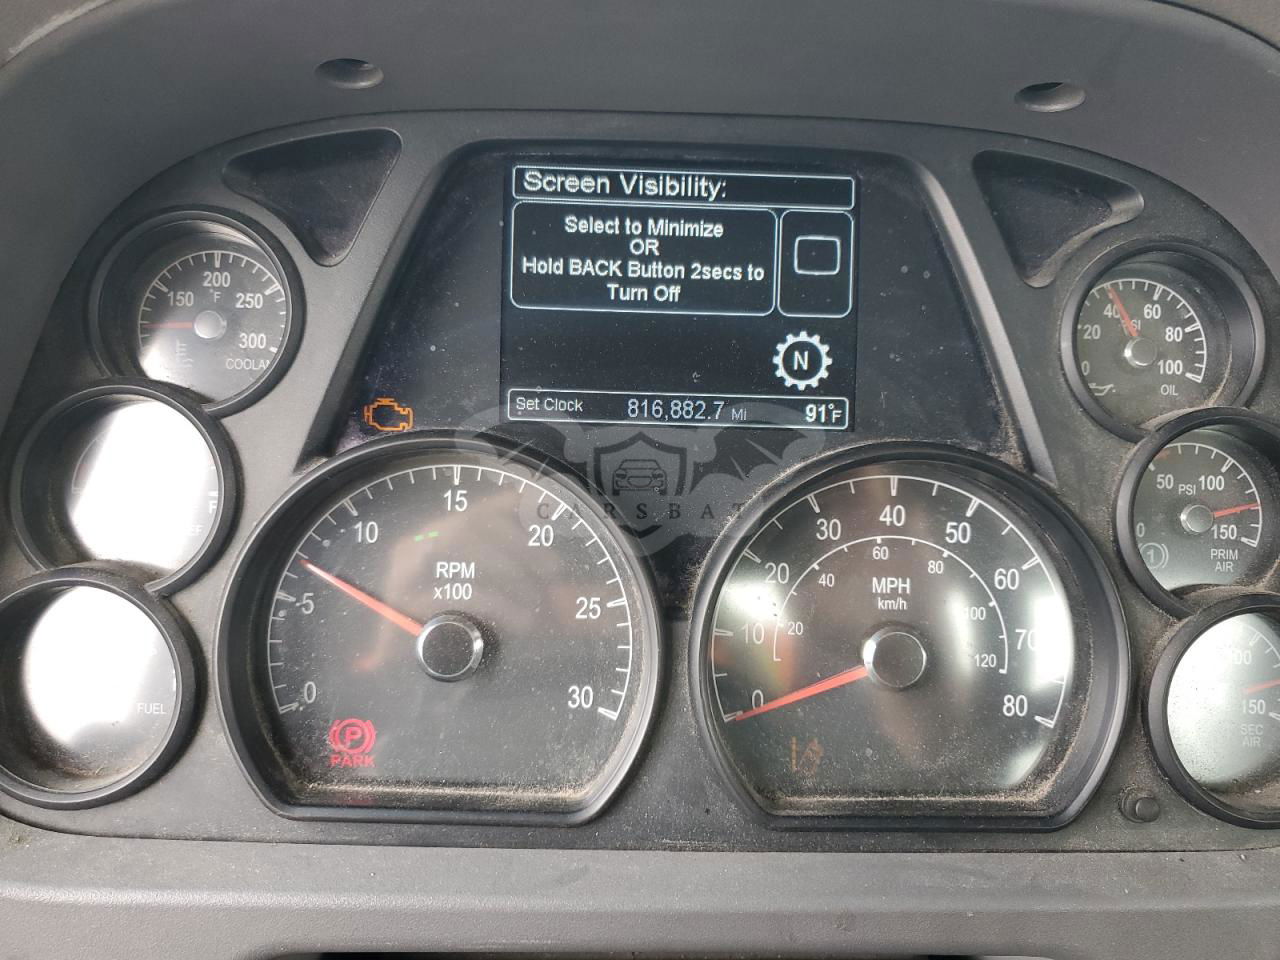 Screen Visibility:
Select to Minimize
OR
Hold BACK Button 2secs to
Turn Off
N
Set Clock 816,882.7 MI 91°F
150 200 250 300
°F
COOLAN
FUEL
0 5 10 15 20 25 30
RPM
x100
P
PARK
0 10 20 30 40 50 60 70 80
20 40 60 80 100 120
MPH
km/h
0 20 40 60 80 100
PSI
OIL
0 50 100 150
PSI
1
PRIM
AIR
100 150
SEC
AIR
CARSBAT